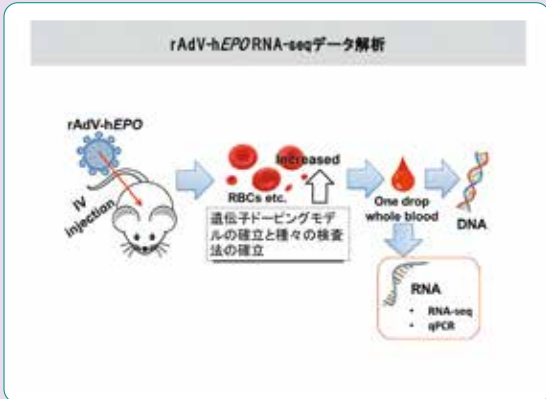 rAdV-hEPO RNA-seqデータ解析
rAdV-hEPO
IV injection
Increased
RBCs etc.
遺伝子ドーピングモデ
ルの確立と種々の検査
法の確立
One drop
whole blood
DNA
RNA
• RNA-seq
• qPCR